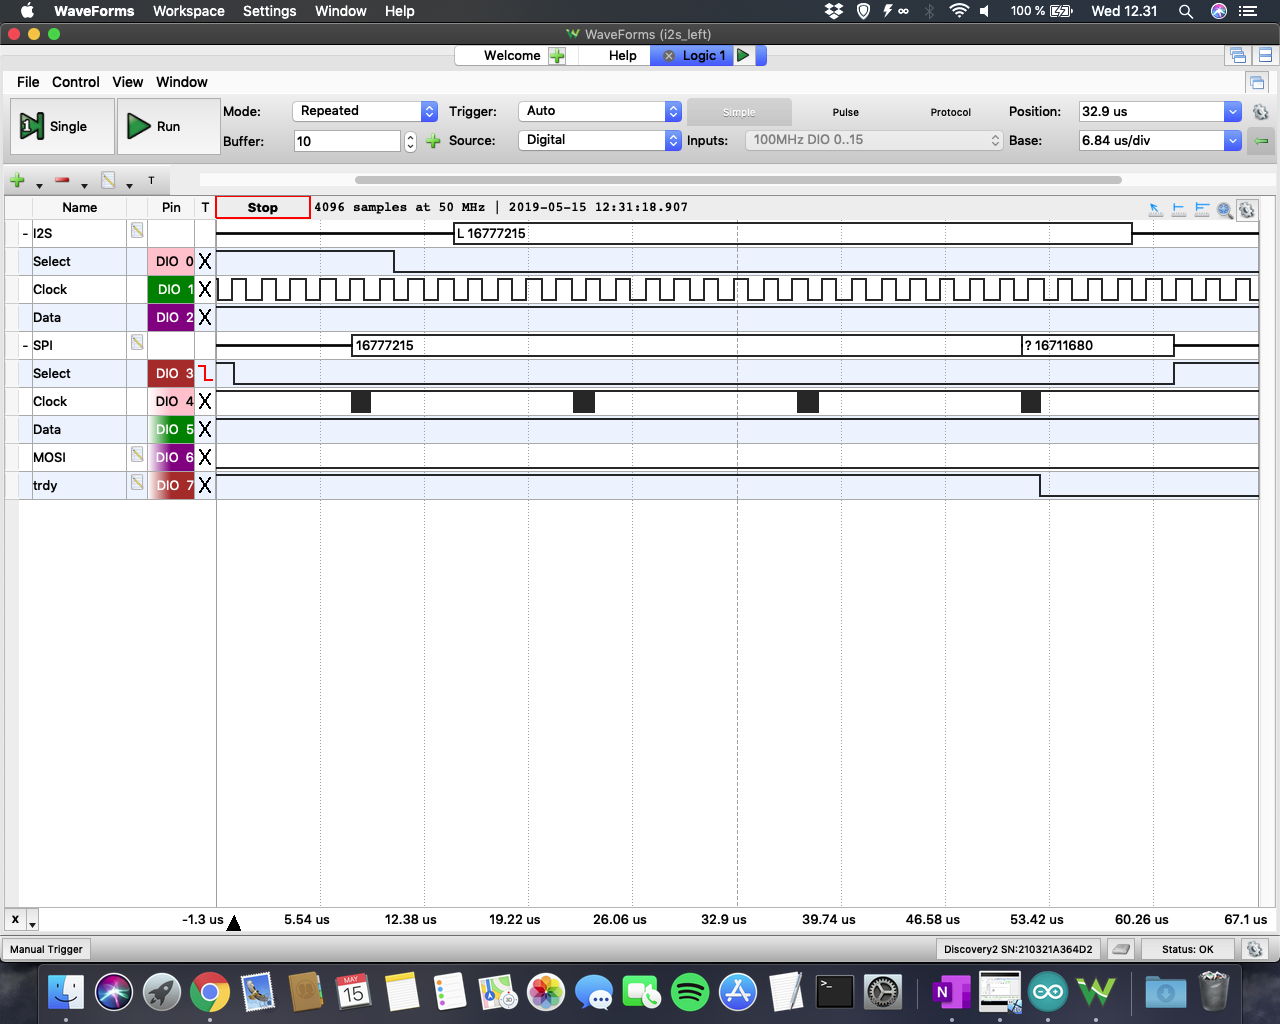 WaveForms Workspace Settings Window Help 100 % Wed 12.31
WaveForms (i2s_left)
Welcome Help Logic 1
File Control View Window
Single Run Mode: Repeated Trigger: Auto Simple Pulse Protocol Position: 32.9 us
Buffer: 10 Source: Digital Inputs: 100MHz DIO 0..15 Base: 6.84 us/div
T
Name Pin T Stop 4096 samples at 50 MHz | 2019-05-15 12:31:18.907
- I2S L 16777215
Select DIO 0 X
Clock DIO 1 X
Data DIO 2 X
- SPI 16777215 ? 16711680
Select DIO 3
Clock DIO 4 X
Data DIO 5 X
MOSI DIO 6 X
trdy DIO 7 X
X -1.3 us 5.54 us 12.38 us 19.22 us 26.06 us 32.9 us 39.74 us 46.58 us 53.42 us 60.26 us 67.1 us
Manual Trigger Discovery2 SN:210321A364D2 Status: OK
MAY
15